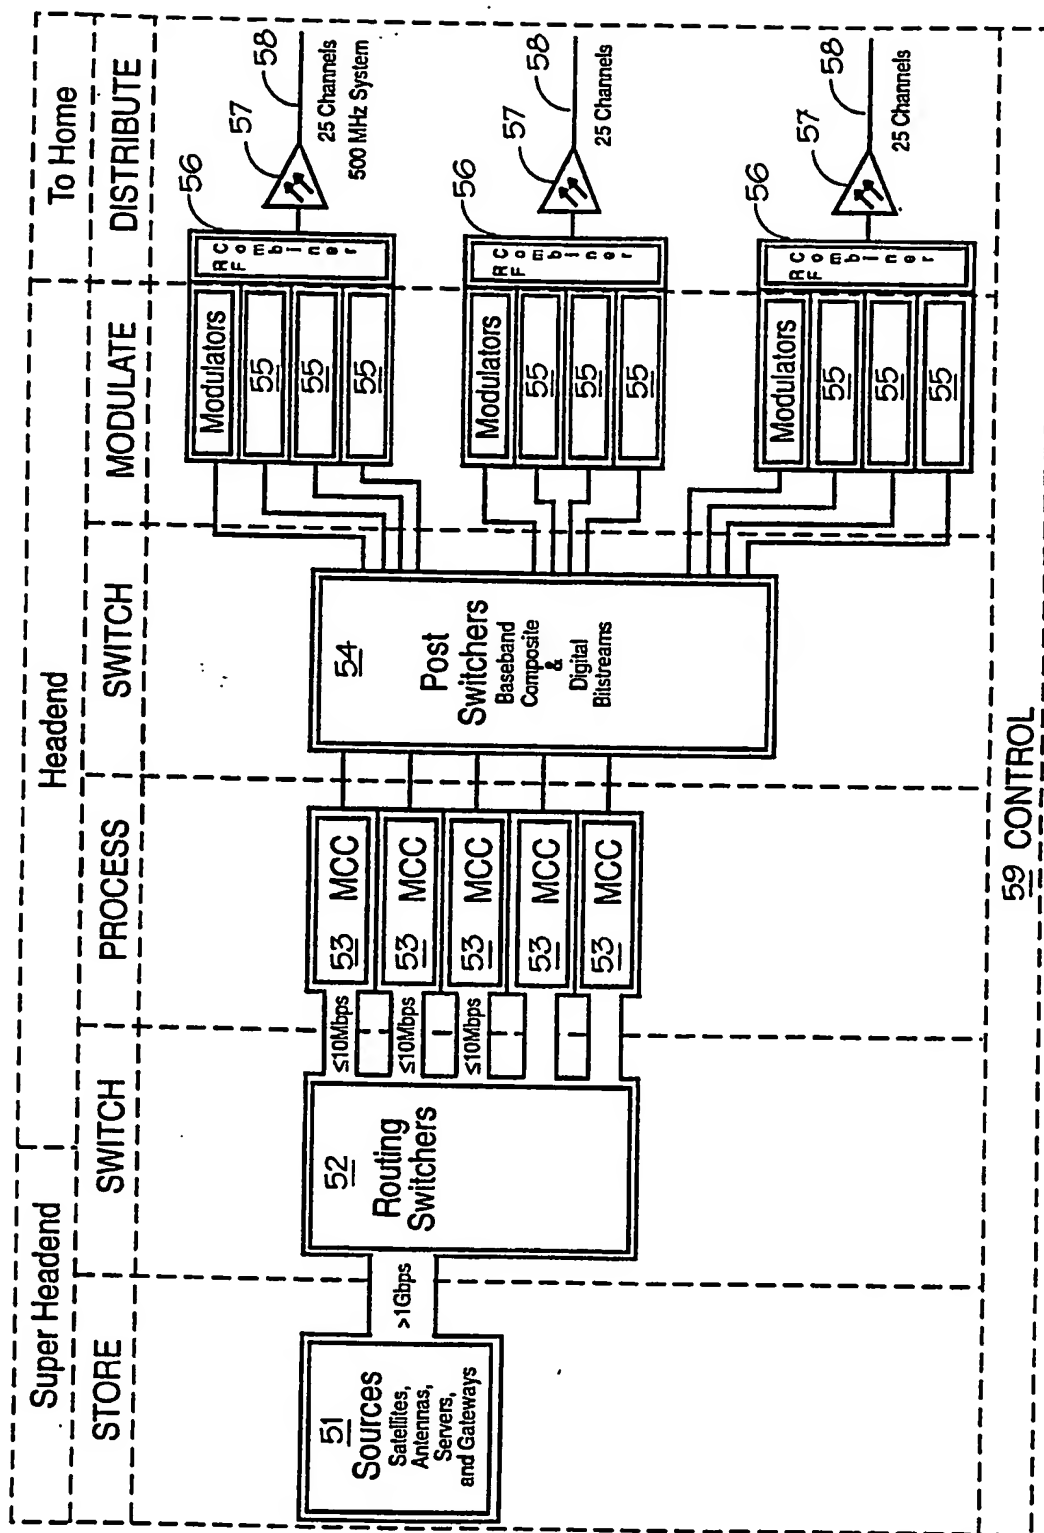 Super Headend
Headend
To Home
STORE
SWITCH
PROCESS
SWITCH
MODULATE
DISTRIBUTE
51
Sources
Satellites,
Antennas,
Servers,
and Gateways
>1Gbps
52
Routing
Switchers
≤10Mbps
≤10Mbps
≤10Mbps
53 MCC
53 MCC
53 MCC
53 MCC
53 MCC
54
Post
Switchers
Baseband
Composite
&
Digital
Bitstreams
Modulators
55
55
55
RF Combiner
56
57
58
25 Channels
500 MHz System
Modulators
55
55
55
RF Combiner
56
57
58
25 Channels
Modulators
55
55
55
RF Combiner
56
57
58
25 Channels
59 CONTROL